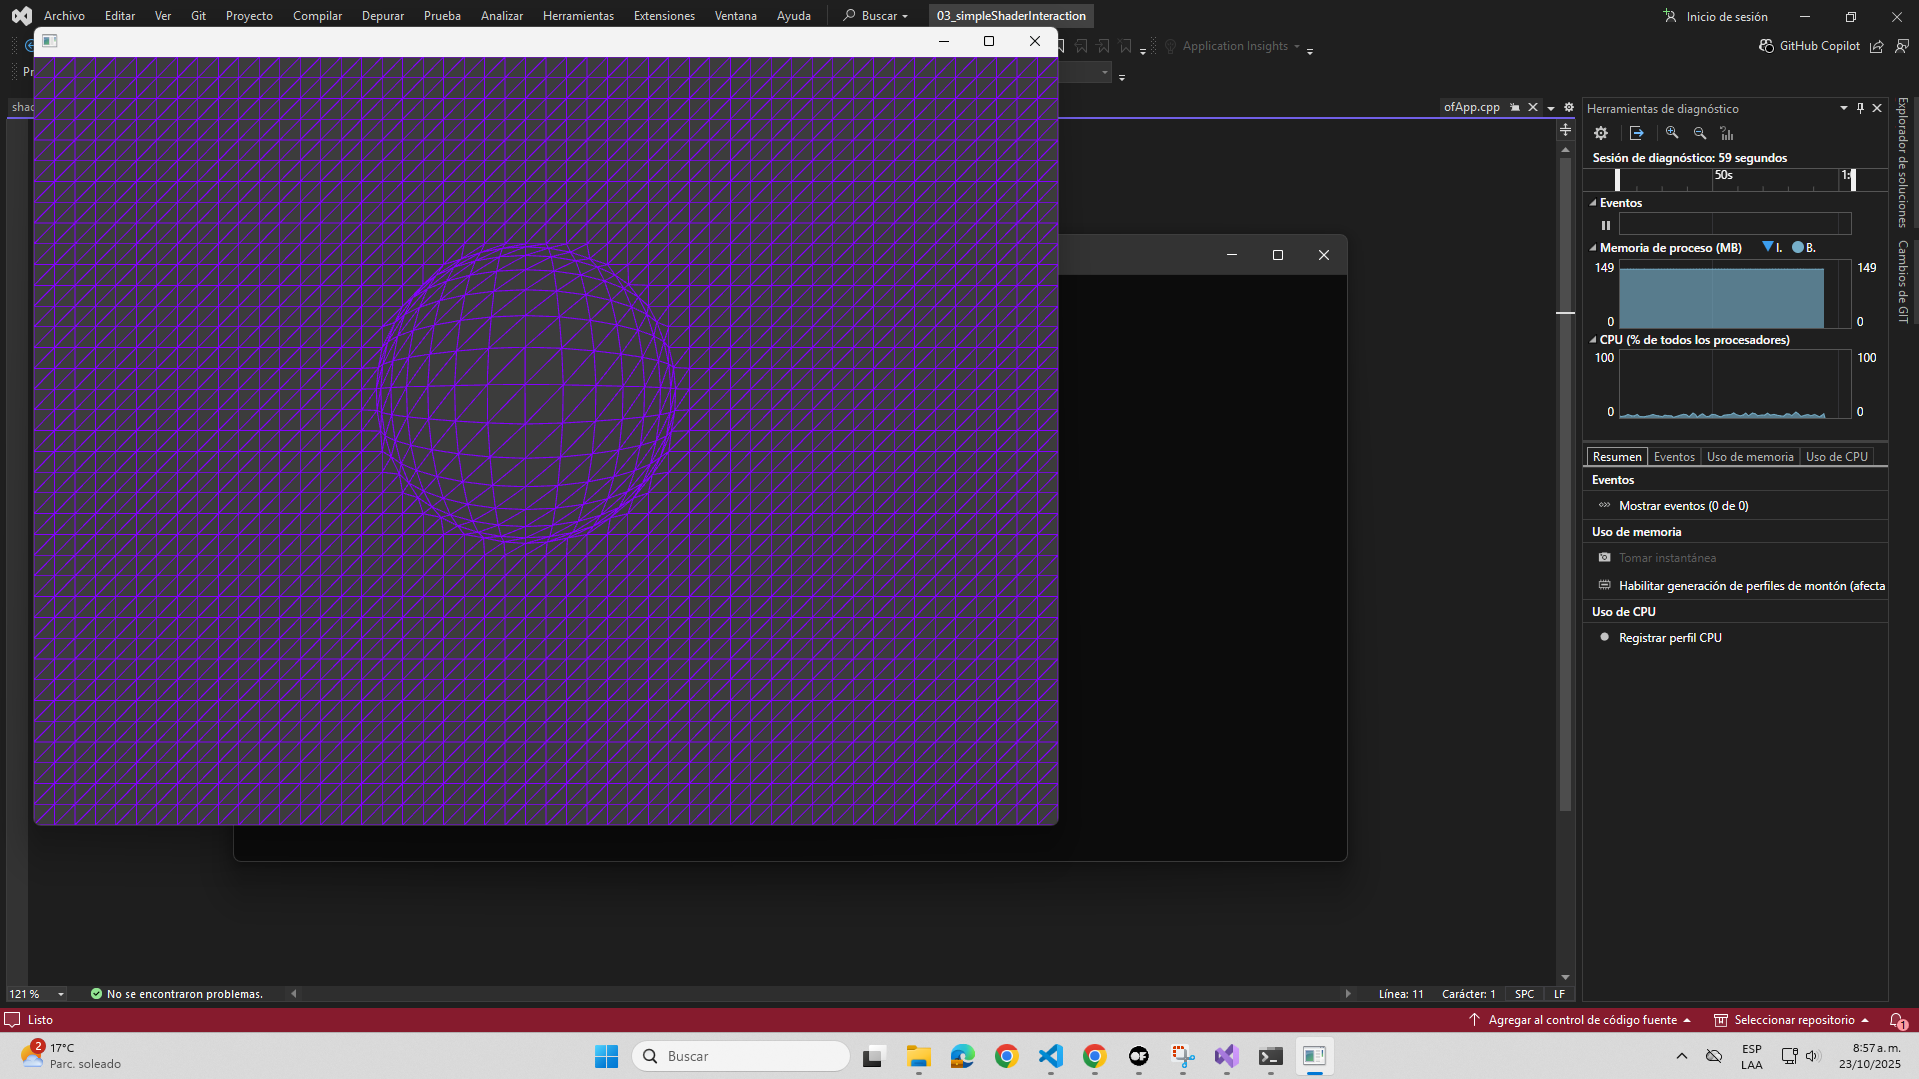 Archivo Editar Ver Git Proyecto Compilar Depurar Prueba Analizar Herramientas Extensiones Ventana Ayuda Buscar 03_simpleShaderInteraction Inicio de sesión
Application Insights GitHub Copilot
Pr
shad ofApp.cpp Herramientas de diagnóstico
Explorador de soluciones
Cambios de GIT
Sesión de diagnóstico: 59 segundos
50s 1:
Eventos
Memoria de proceso (MB) I. B.
149 149
0 0
CPU (% de todos los procesadores)
100 100
0 0
Resumen Eventos Uso de memoria Uso de CPU
Eventos
Mostrar eventos (0 de 0)
Uso de memoria
Tomar instantánea
Habilitar generación de perfiles de montón (afecta
Uso de CPU
Registrar perfil CPU
121 % No se encontraron problemas. Línea: 11 Carácter: 1 SPC LF
Listo Agregar al control de código fuente Seleccionar repositorio 1
2 17°C
Parc. soleado
Buscar
ESP
LAA
8:57 a. m.
23/10/2025